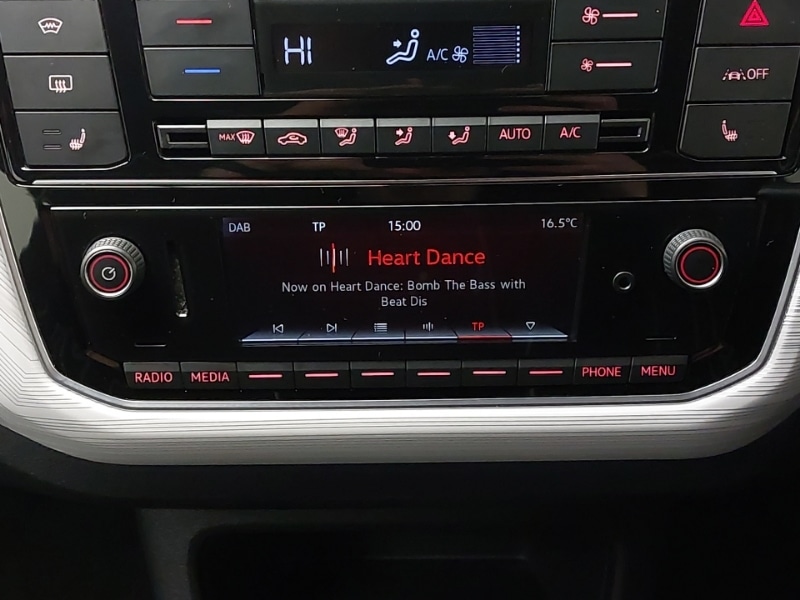 HI
A/C
OFF
MAX
AUTO
A/C
DAB TP 15:00 16.5°C
Heart Dance
Now on Heart Dance: Bomb The Bass with
Beat Dis
TP
RADIO MEDIA PHONE MENU